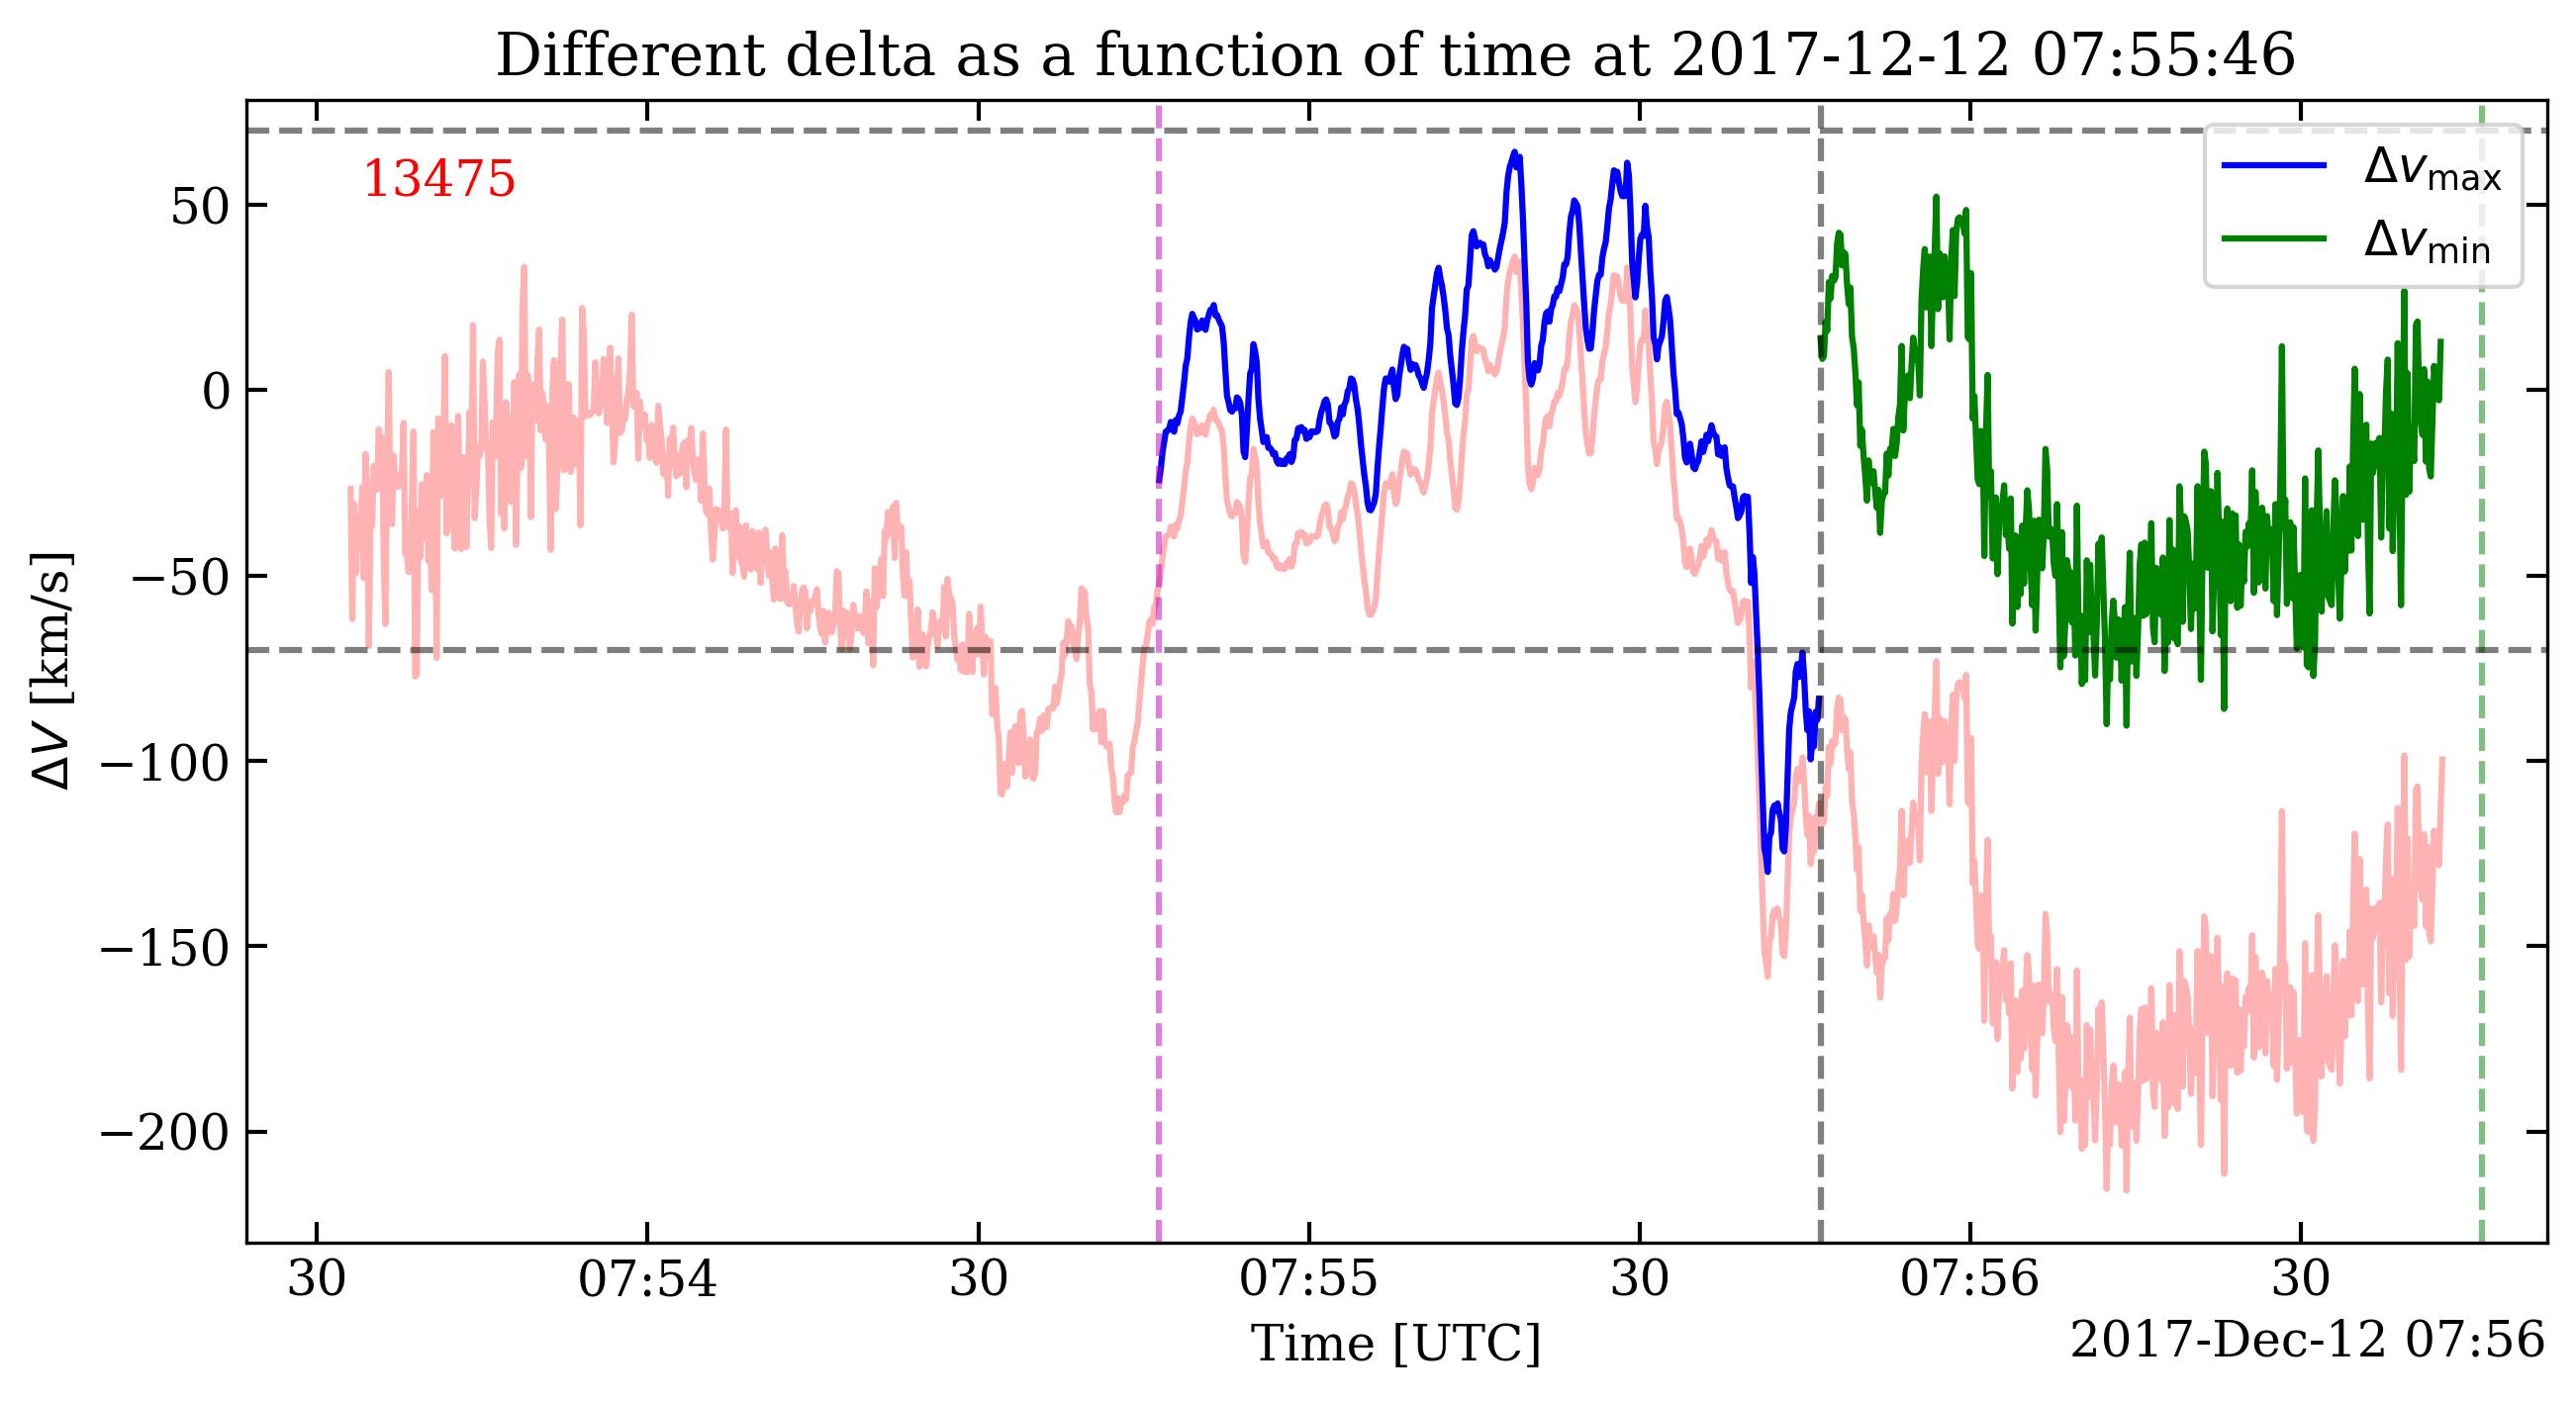 Different delta as a function of time at 2017-12-12 07:55:46
13475
Δv_max
Δv_min
ΔV [km/s]
50
0
−50
−100
−150
−200
30 07:54 30 07:55 30 07:56 30
Time [UTC]
2017-Dec-12 07:56